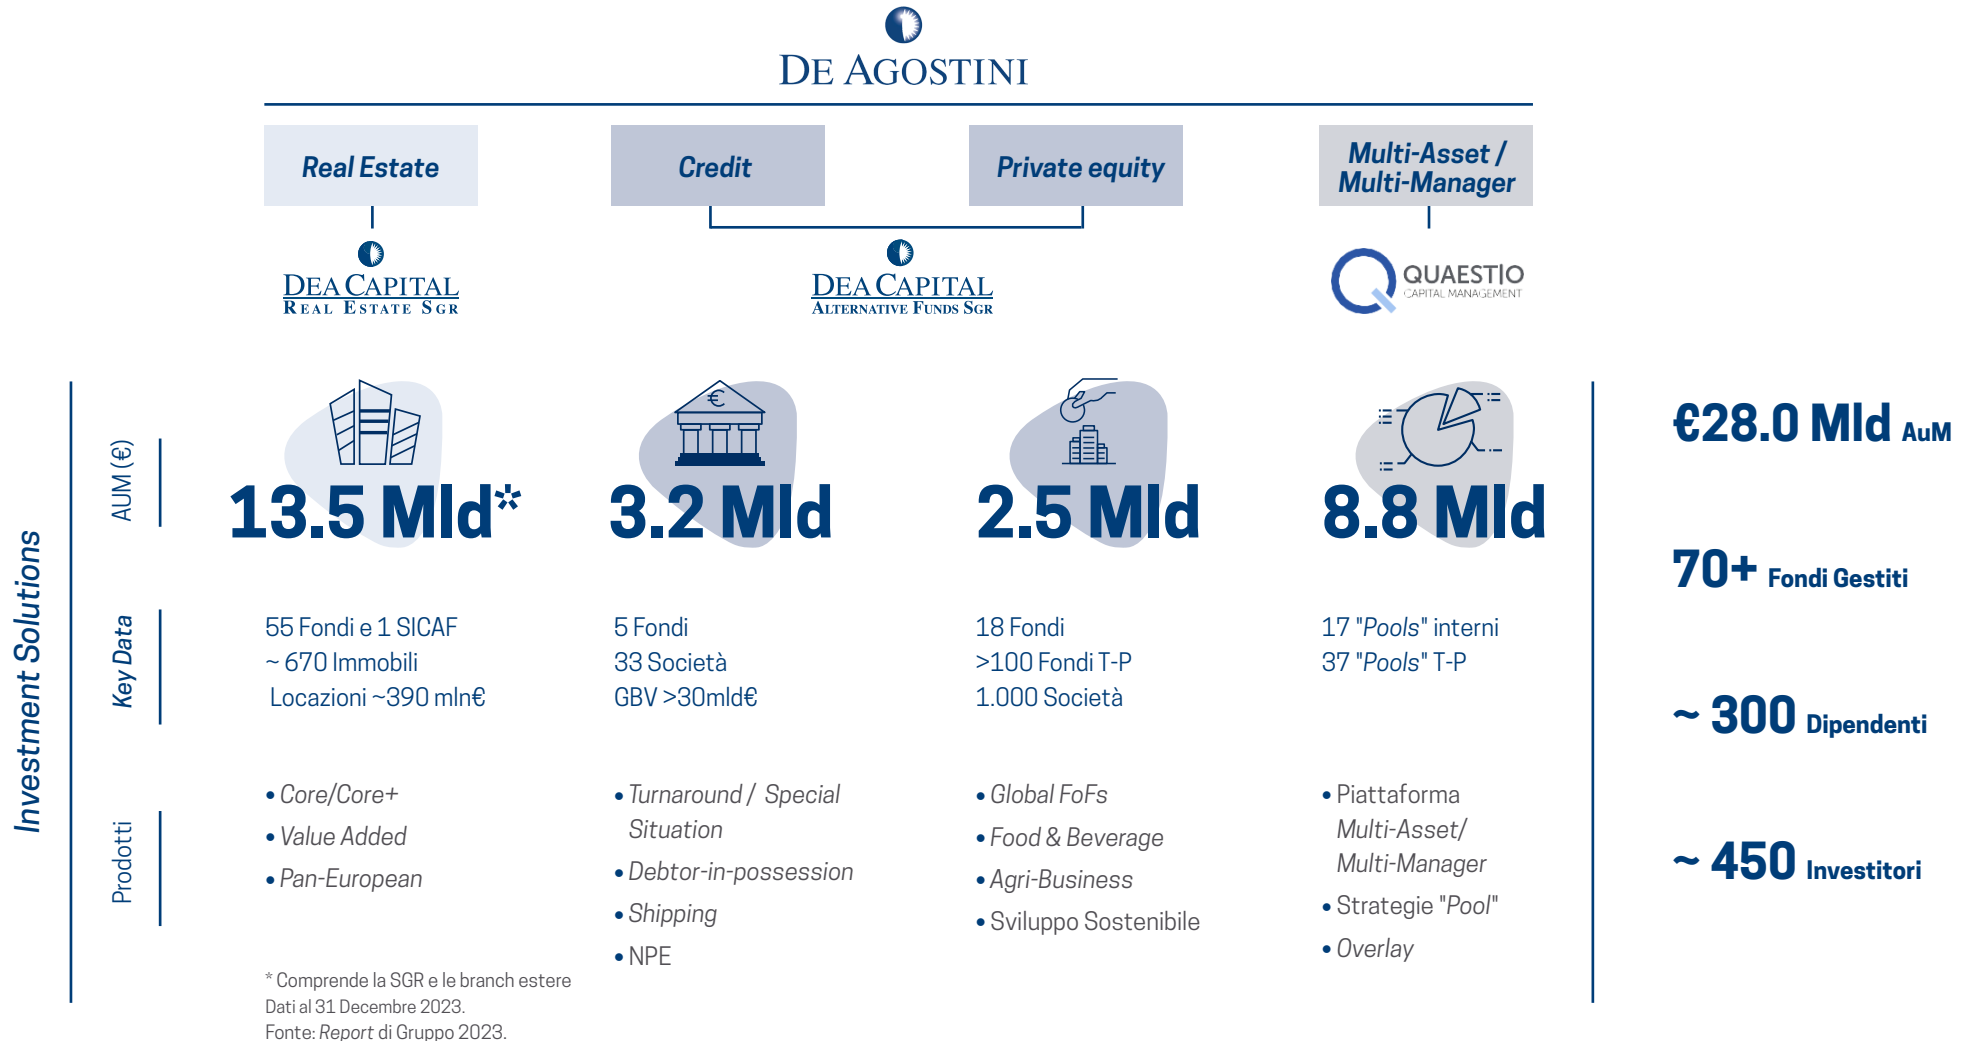 DE AGOSTINI
Real Estate
Credit
Private equity
Multi-Asset /
Multi-Manager
DEA CAPITAL
REAL ESTATE SGR
DEA CAPITAL
ALTERNATIVE FUNDS SGR
QUAESTIO
CAPITAL MANAGEMENT
Investment Solutions
AUM (€)
€
13.5 Mld*
3.2 Mld
2.5 Mld
8.8 Mld
Key Data
55 Fondi e 1 SICAF
~ 670 Immobili
Locazioni ~390 mln€
5 Fondi
33 Società
GBV >30mld€
18 Fondi
>100 Fondi T-P
1.000 Società
17 "Pools" interni
37 "Pools" T-P
Prodotti
• Core/Core+
• Value Added
• Pan-European
• Turnaround / Special
Situation
• Debtor-in-possession
• Shipping
• NPE
• Global FoFs
• Food & Beverage
• Agri-Business
• Sviluppo Sostenibile
• Piattaforma
Multi-Asset/
Multi-Manager
• Strategie "Pool"
• Overlay
€28.0 Mld AuM
70+ Fondi Gestiti
~ 300 Dipendenti
~ 450 Investitori
* Comprende la SGR e le branch estere
Dati al 31 Decembre 2023.
Fonte: Report di Gruppo 2023.